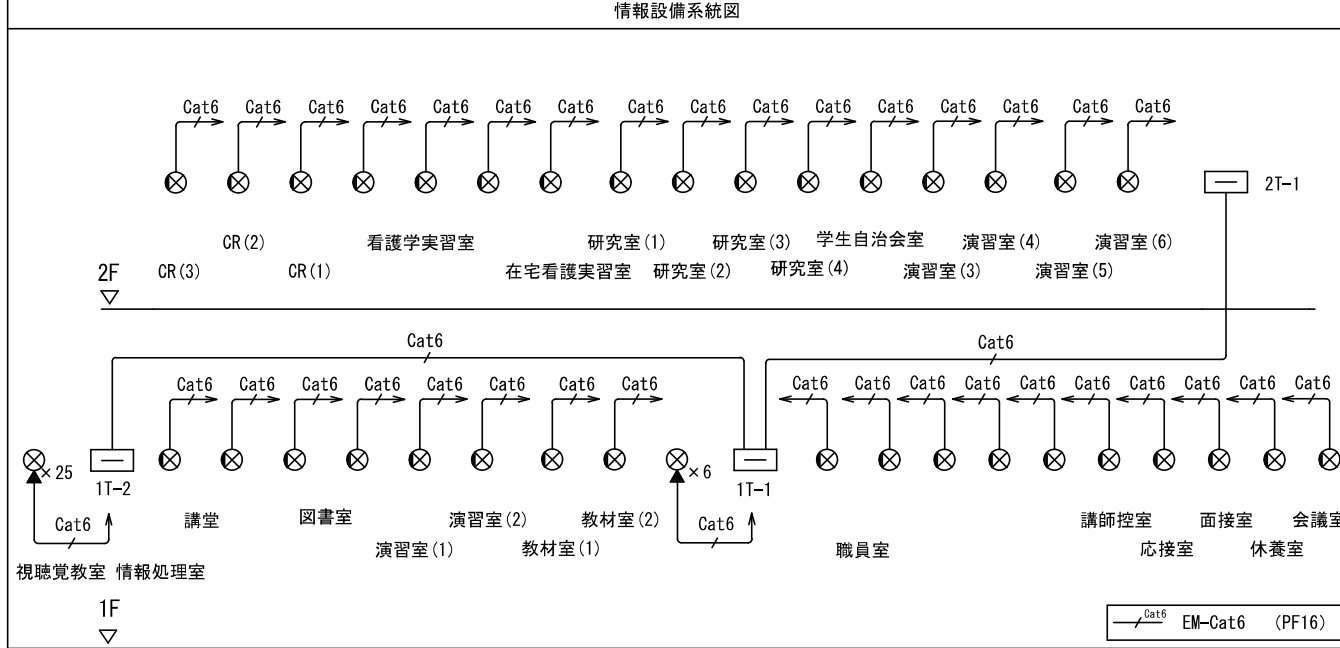 情報設備系統図
Cat6 Cat6 Cat6 Cat6 Cat6 Cat6 Cat6 Cat6 Cat6 Cat6 Cat6 Cat6 Cat6 Cat6 Cat6 Cat6
2T-1
CR(2) 看護学実習室 研究室(1) 研究室(3) 学生自治会室 演習室(4) 演習室(6)
CR(3) CR(1) 在宅看護実習室 研究室(2) 研究室(4) 演習室(3) 演習室(5)
2F
Cat6 Cat6
Cat6 Cat6 Cat6 Cat6 Cat6 Cat6 Cat6 Cat6 Cat6 Cat6 Cat6 Cat6 Cat6 Cat6 Cat6 Cat6 Cat6 Cat6
×25 ×6
1T-2 1T-1
Cat6 講堂 図書室 演習室(2) 教材室(2) Cat6 講師控室 面接室 会議室
演習室(1) 教材室(1) 職員室 応接室 休養室
視聴覚教室 情報処理室
1F
Cat6 EM-Cat6 (PF16)